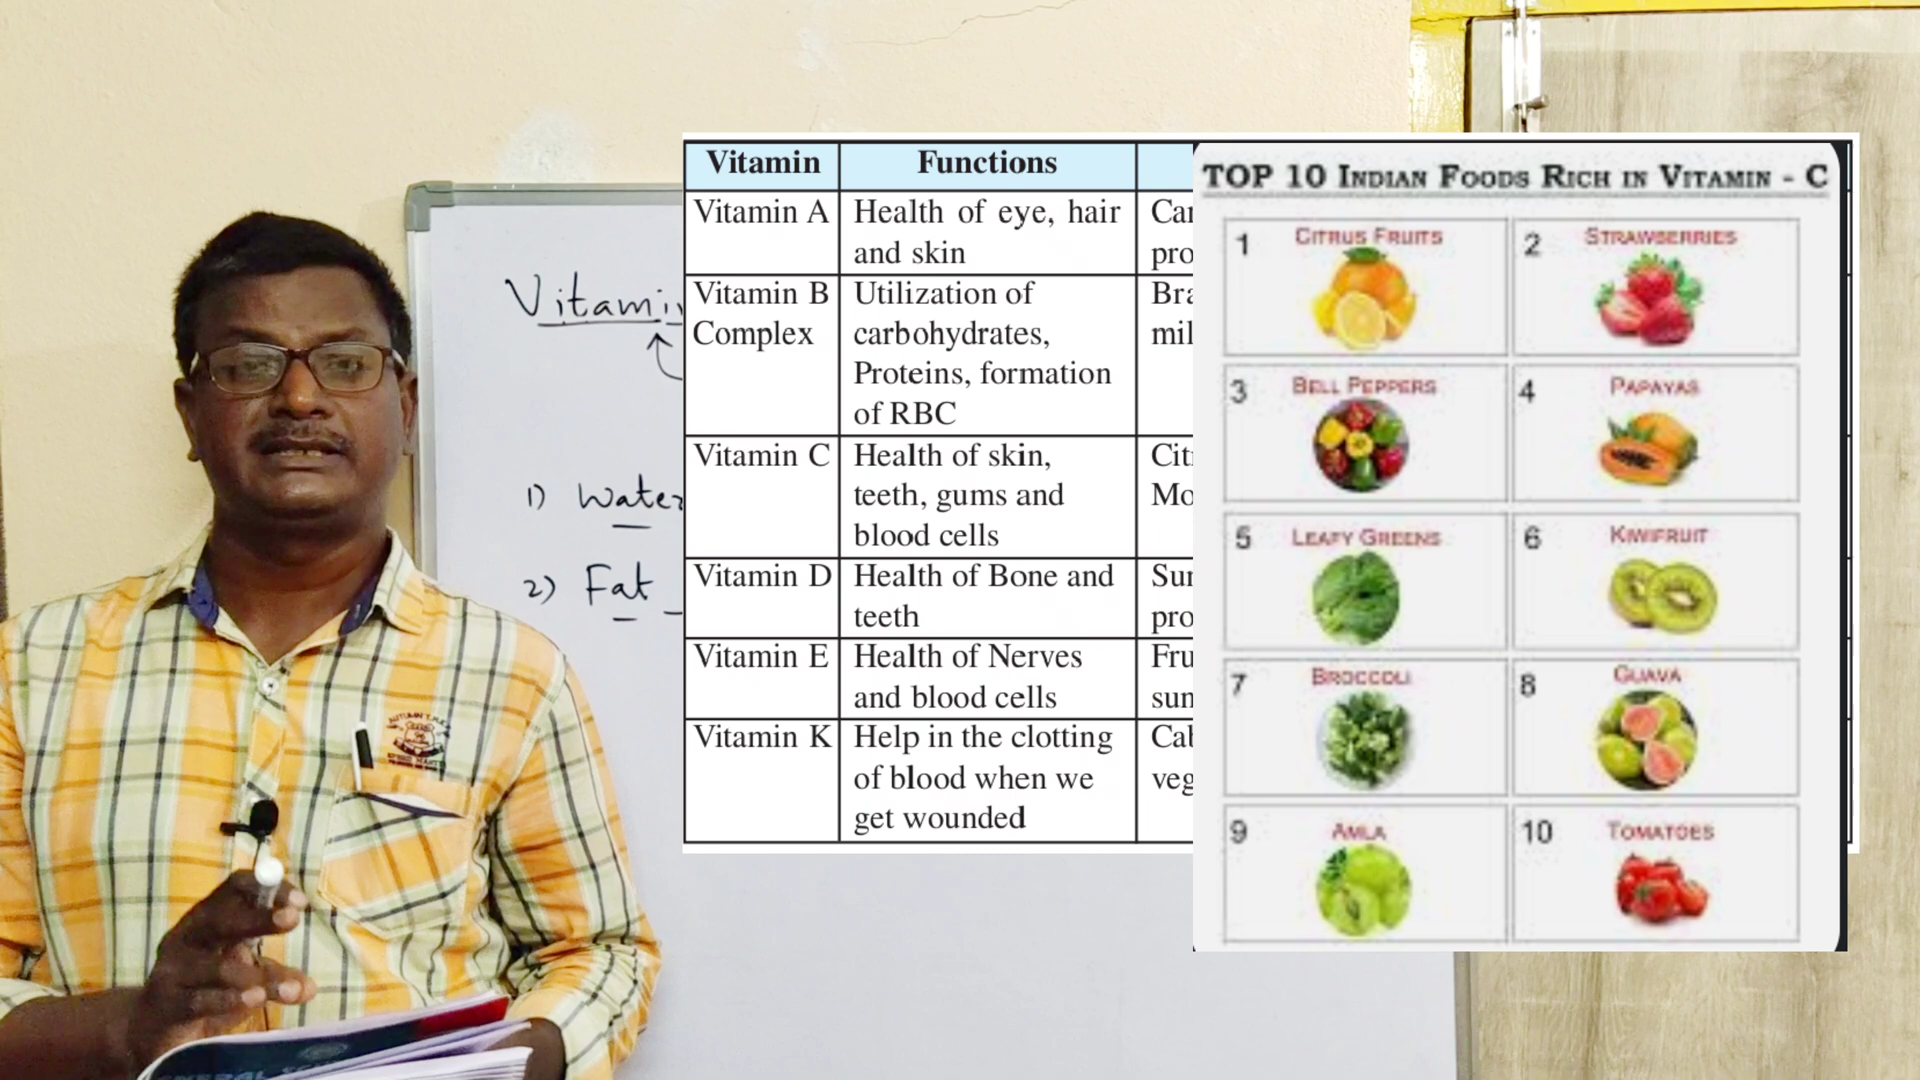 Vitamin
1) Water
2) Fat
Vitamin Functions
Vitamin A Health of eye, hair
and skin
Vitamin B Utilization of
Complex carbohydrates,
Proteins, formation
of RBC
Vitamin C Health of skin,
teeth, gums and
blood cells
Vitamin D Health of Bone and
teeth
Vitamin E Health of Nerves
and blood cells
Vitamin K Help in the clotting
of blood when we
get wounded
TOP 10 INDIAN FOODS RICH IN VITAMIN - C
1 CITRUS FRUITS
2 STRAWBERRIES
3 BELL PEPPERS
4 PAPAYAS
5 LEAFY GREENS
6 KIWIFRUIT
7 BROCCOLI
8 GUAVA
9 AMLA
10 TOMATOES